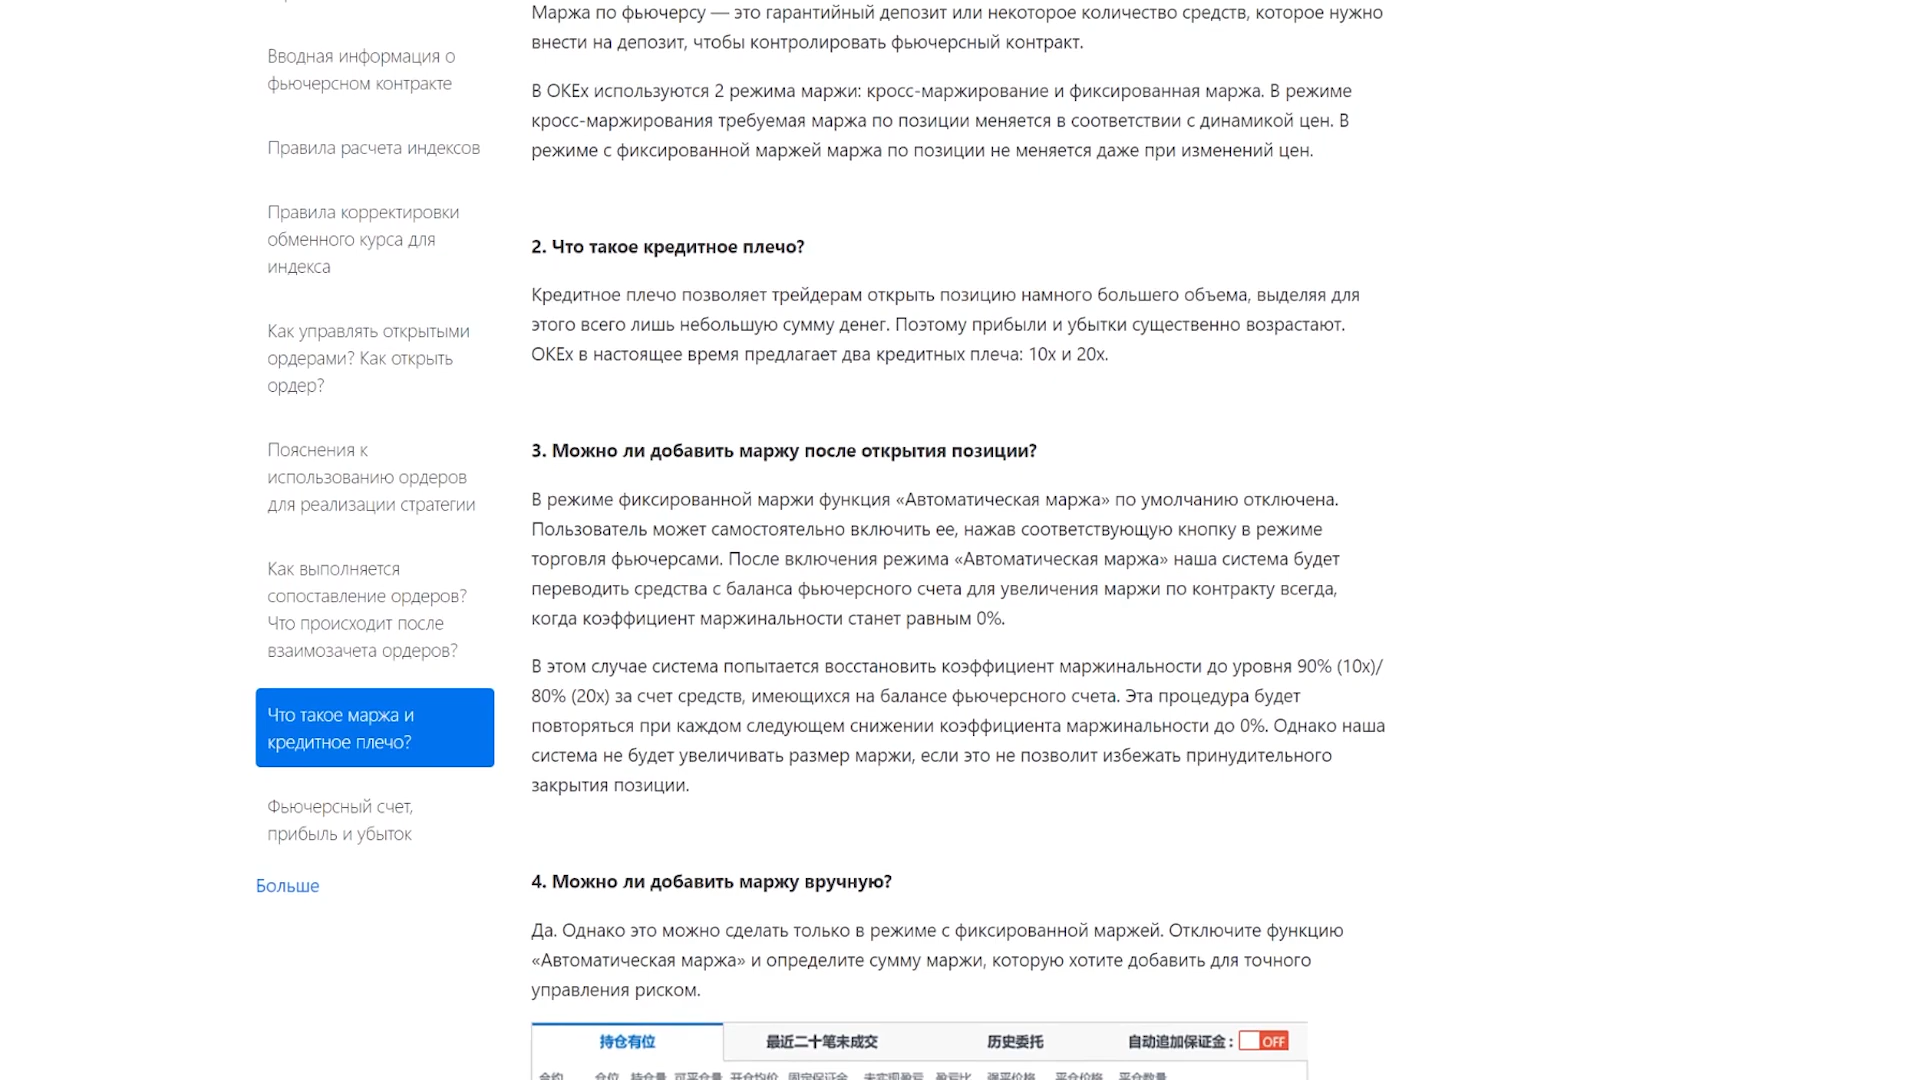 Вводная информация о
фьючерсном контракте
Правила расчета индексов
Правила корректировки
обменного курса для
индекса
Как управлять открытыми
ордерами? Как открыть
ордер?
Пояснения к
использованию ордеров
для реализации стратегии
Как выполняется
сопоставление ордеров?
Что происходит после
взаимозачета ордеров?
Что такое маржа и
кредитное плечо?
Фьючерсный счет,
прибыль и убыток
Больше
Маржа по фьючерсу — это гарантийный депозит или некоторое количество средств, которое нужно
внести на депозит, чтобы контролировать фьючерсный контракт.
В OKEx используются 2 режима маржи: кросс-маржирование и фиксированная маржа. В режиме
кросс-маржирования требуемая маржа по позиции меняется в соответствии с динамикой цен. В
режиме с фиксированной маржей маржа по позиции не меняется даже при изменений цен.
2. Что такое кредитное плечо?
Кредитное плечо позволяет трейдерам открыть позицию намного большего объема, выделяя для
этого всего лишь небольшую сумму денег. Поэтому прибыли и убытки существенно возрастают.
OKEx в настоящее время предлагает два кредитных плеча: 10x и 20x.
3. Можно ли добавить маржу после открытия позиции?
В режиме фиксированной маржи функция «Автоматическая маржа» по умолчанию отключена.
Пользователь может самостоятельно включить ее, нажав соответствующую кнопку в режиме
торговля фьючерсами. После включения режима «Автоматическая маржа» наша система будет
переводить средства с баланса фьючерсного счета для увеличения маржи по контракту всегда,
когда коэффициент маржинальности станет равным 0%.
В этом случае система попытается восстановить коэффициент маржинальности до уровня 90% (10x)/
80% (20x) за счет средств, имеющихся на балансе фьючерсного счета. Эта процедура будет
повторяться при каждом следующем снижении коэффициента маржинальности до 0%. Однако наша
система не будет увеличивать размер маржи, если это не позволит избежать принудительного
закрытия позиции.
4. Можно ли добавить маржу вручную?
Да. Однако это можно сделать только в режиме с фиксированной маржей. Отключите функцию
«Автоматическая маржа» и определите сумму маржи, которую хотите добавить для точного
управления риском.
持仓有位 最近二十笔未成交 历史委托 自动追加保证金: OFF